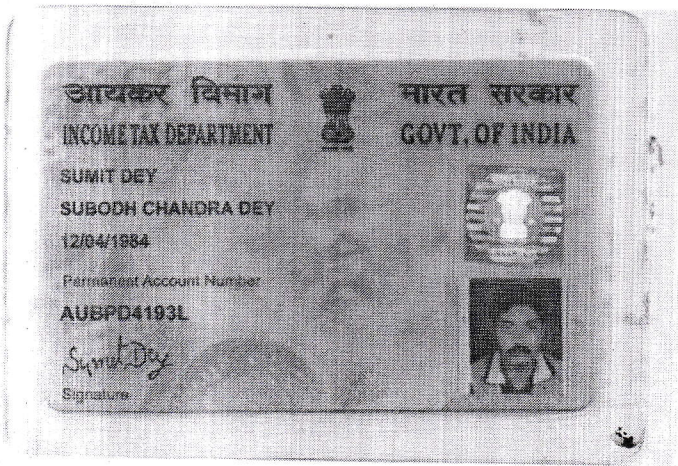 आयकर विभाग
INCOME TAX DEPARTMENT
भारत सरकार
GOVT. OF INDIA
SUMIT DEY
SUBODH CHANDRA DEY
12/04/1984
Permanent Account Number
AUBPD4193L
Sumit Dey
Signature